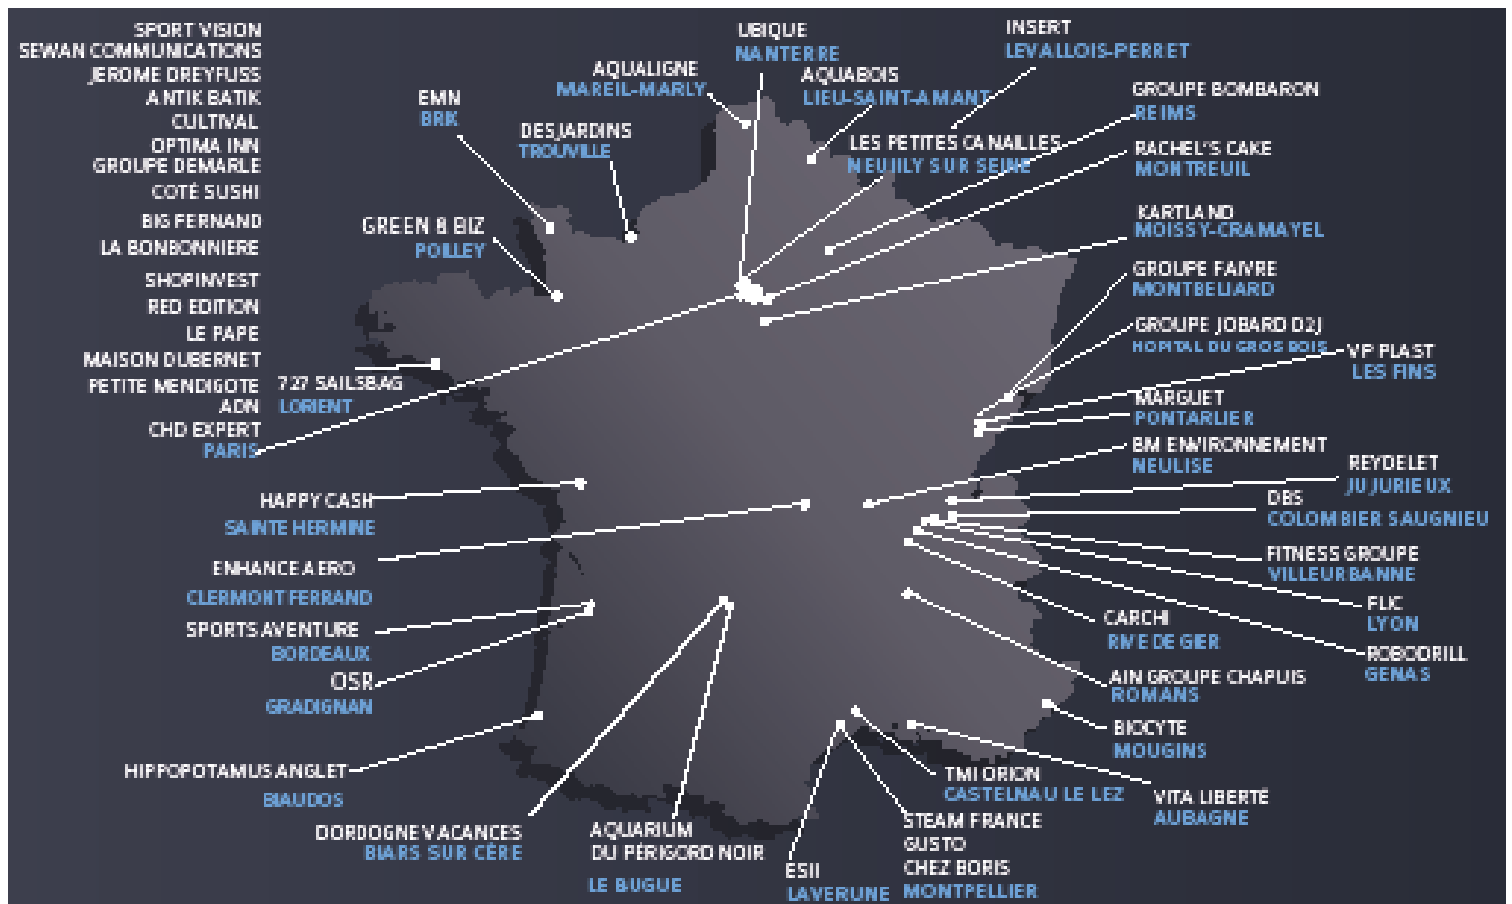 SPORT VISION
SEWAN COMMUNICATIONS
JEROME DREYFUSS
ANTIK BATIK
CULTIVAL
OPTIMA INN
GROUPE DEMARLE
COTÉ SUSHI
BIG FERNAND
LA BONBONNIERE
SHOPINVEST
RED EDITION
LE PAPE
MAISON DUBERNET
PETITE MENDIGOTE
ADN
CHD EXPERT
PARIS
EMN
BRIK
DESJARDINS
TROUVILLE
GREEN & BIZ
POILLEY
AQUALIGNE
MAREIL-MARLY
UBIQUE
NANTERRE
AQUABOIS
LIEU-SAINT-AMANT
INSERT
LEVALLOIS-PERRET
LES PETITES CANAILLES
NEUILY SUR SEINE
GROUPE BOMBARON
REIMS
RACHEL'S CAKE
MONTREUIL
KARTLAND
MOISSY-CRAMAYEL
GROUPE FAIVRE
MONTBELIARD
GROUPE JOBARD D2J
HOPITAL DU GROS BOIS
VP PLAST
LES FINS
MARGUET
PONTARLIER
BM ENVIRONNEMENT
NEULISE
REYDELET
JUJURIEUX
DBS
COLOMBIER SAUGNIEU
FITNESS GROUPE
VILLEURBANNE
FLIC
LYON
ROBODRILL
GENAS
CARCHI
RIVE DE GIER
AIN GROUPE CHAPUIS
ROMANS
BIOCYTE
MOUGINS
VITA LIBERTÉ
AUBAGNE
TMI ORION
CASTELNAU LE LEZ
STEAM FRANCE
GUSTO
CHEZ BORIS
MONTPELLIER
ESII
LAVERUNE
AQUARIUM
DU PÉRIGORD NOIR
LE BUGUE
DORDOGNE VACANCES
BIARS SUR CÈRE
HIPPOPOTAMUS ANGLET
BIAUDOS
CISR
GRADIGNAN
SPORTS AVENTURE
BORDEAUX
ENHANCE AERO
CLERMONT FERRAND
HAPPY CASH
SAINTE HERMINE
727 SAILSBAG
LORIENT